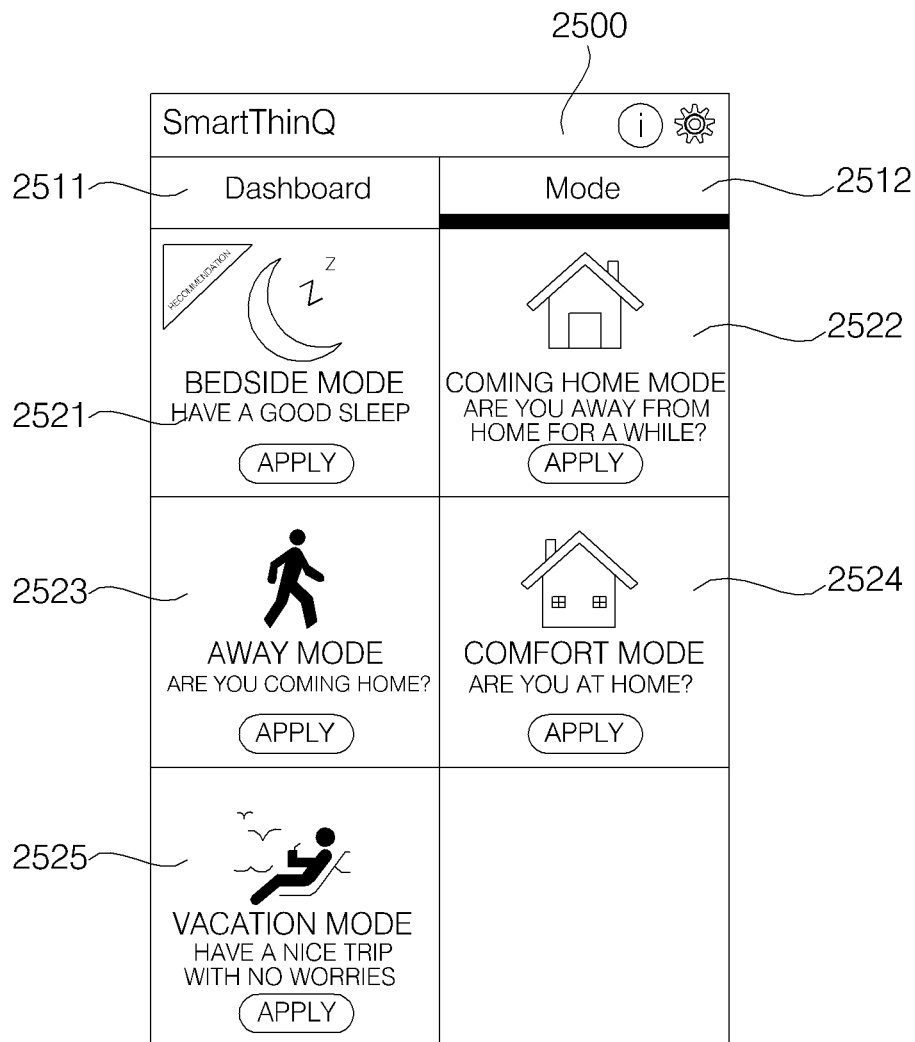 2500
SmartThinQ
i
2511
Dashboard
Mode
2512
RECOMMENDATION
Z
Z
BEDSIDE MODE
HAVE A GOOD SLEEP
APPLY
2521
COMING HOME MODE
ARE YOU AWAY FROM
HOME FOR A WHILE?
APPLY
2522
2523
AWAY MODE
ARE YOU COMING HOME?
APPLY
COMFORT MODE
ARE YOU AT HOME?
APPLY
2524
2525
VACATION MODE
HAVE A NICE TRIP
WITH NO WORRIES
APPLY